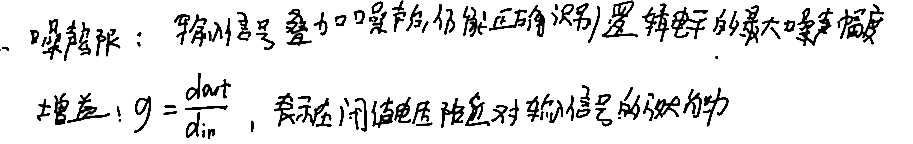 、噪声容限：输入信号叠加口噪声后仍能正确识别逻辑电平的最大噪声幅度
增益：g = dout/din，表示在阈值电压附近对输入信号的放大能力